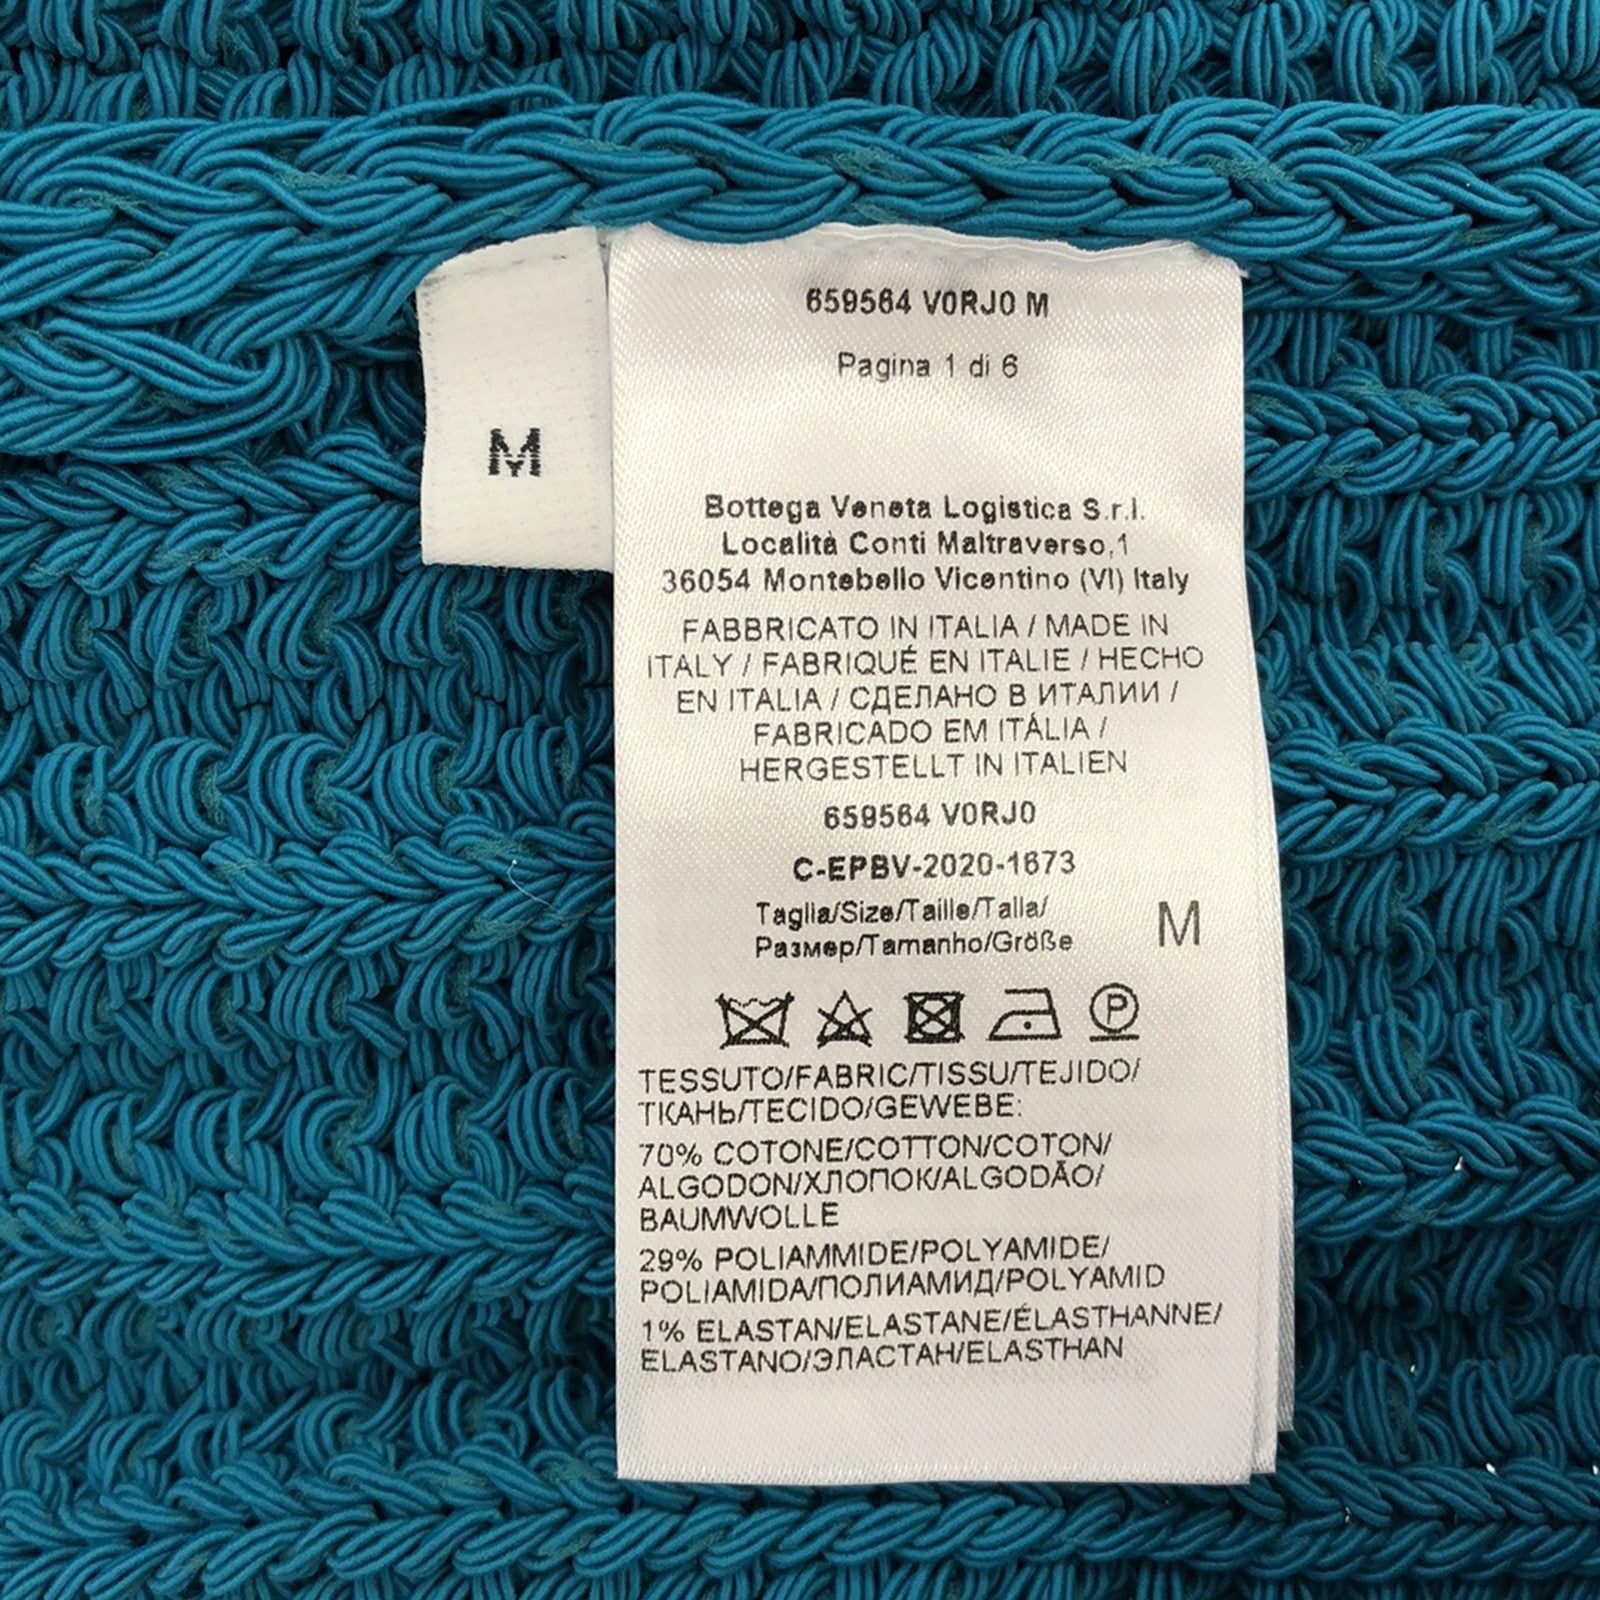 M
659564 V0RJ0 M
Pagina 1 di 6
Bottega Veneta Logistica S.r.l.
Località Conti Maltraverso,1
36054 Montebello Vicentino (VI) Italy
FABBRICATO IN ITALIA / MADE IN
ITALY / FABRIQUÉ EN ITALIE / HECHO
EN ITALIA / СДЕЛАНО В ИТАЛИИ /
FABRICADO EM ITÁLIA /
HERGESTELLT IN ITALIEN
659564 V0RJ0
C-EPBV-2020-1673
Taglia/Size/Taille/Talla/
Размер/Tamanho/Größe M
P
TESSUTO/FABRIC/TISSU/TEJIDO/
ТКАНЬ/TECIDO/GEWEBE:
70% COTONE/COTTON/COTON/
ALGODON/ХЛОПОК/ALGODÃO/
BAUMWOLLE
29% POLIAMMIDE/POLYAMIDE/
POLIAMIDA/ПОЛИАМИД/POLYAMID
1% ELASTAN/ELASTANE/ÉLASTHANNE/
ELASTANO/ЭЛАСТАН/ELASTHAN